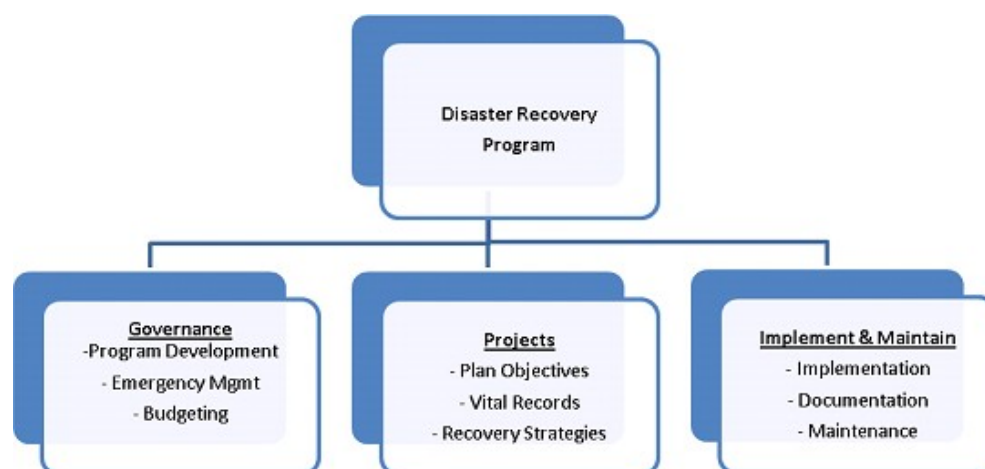 Disaster Recovery
Program
Governance
-Program Development
- Emergency Mgmt
- Budgeting
Projects
- Plan Objectives
- Vital Records
- Recovery Strategies
Implement & Maintain
- Implementation
- Documentation
- Maintenance